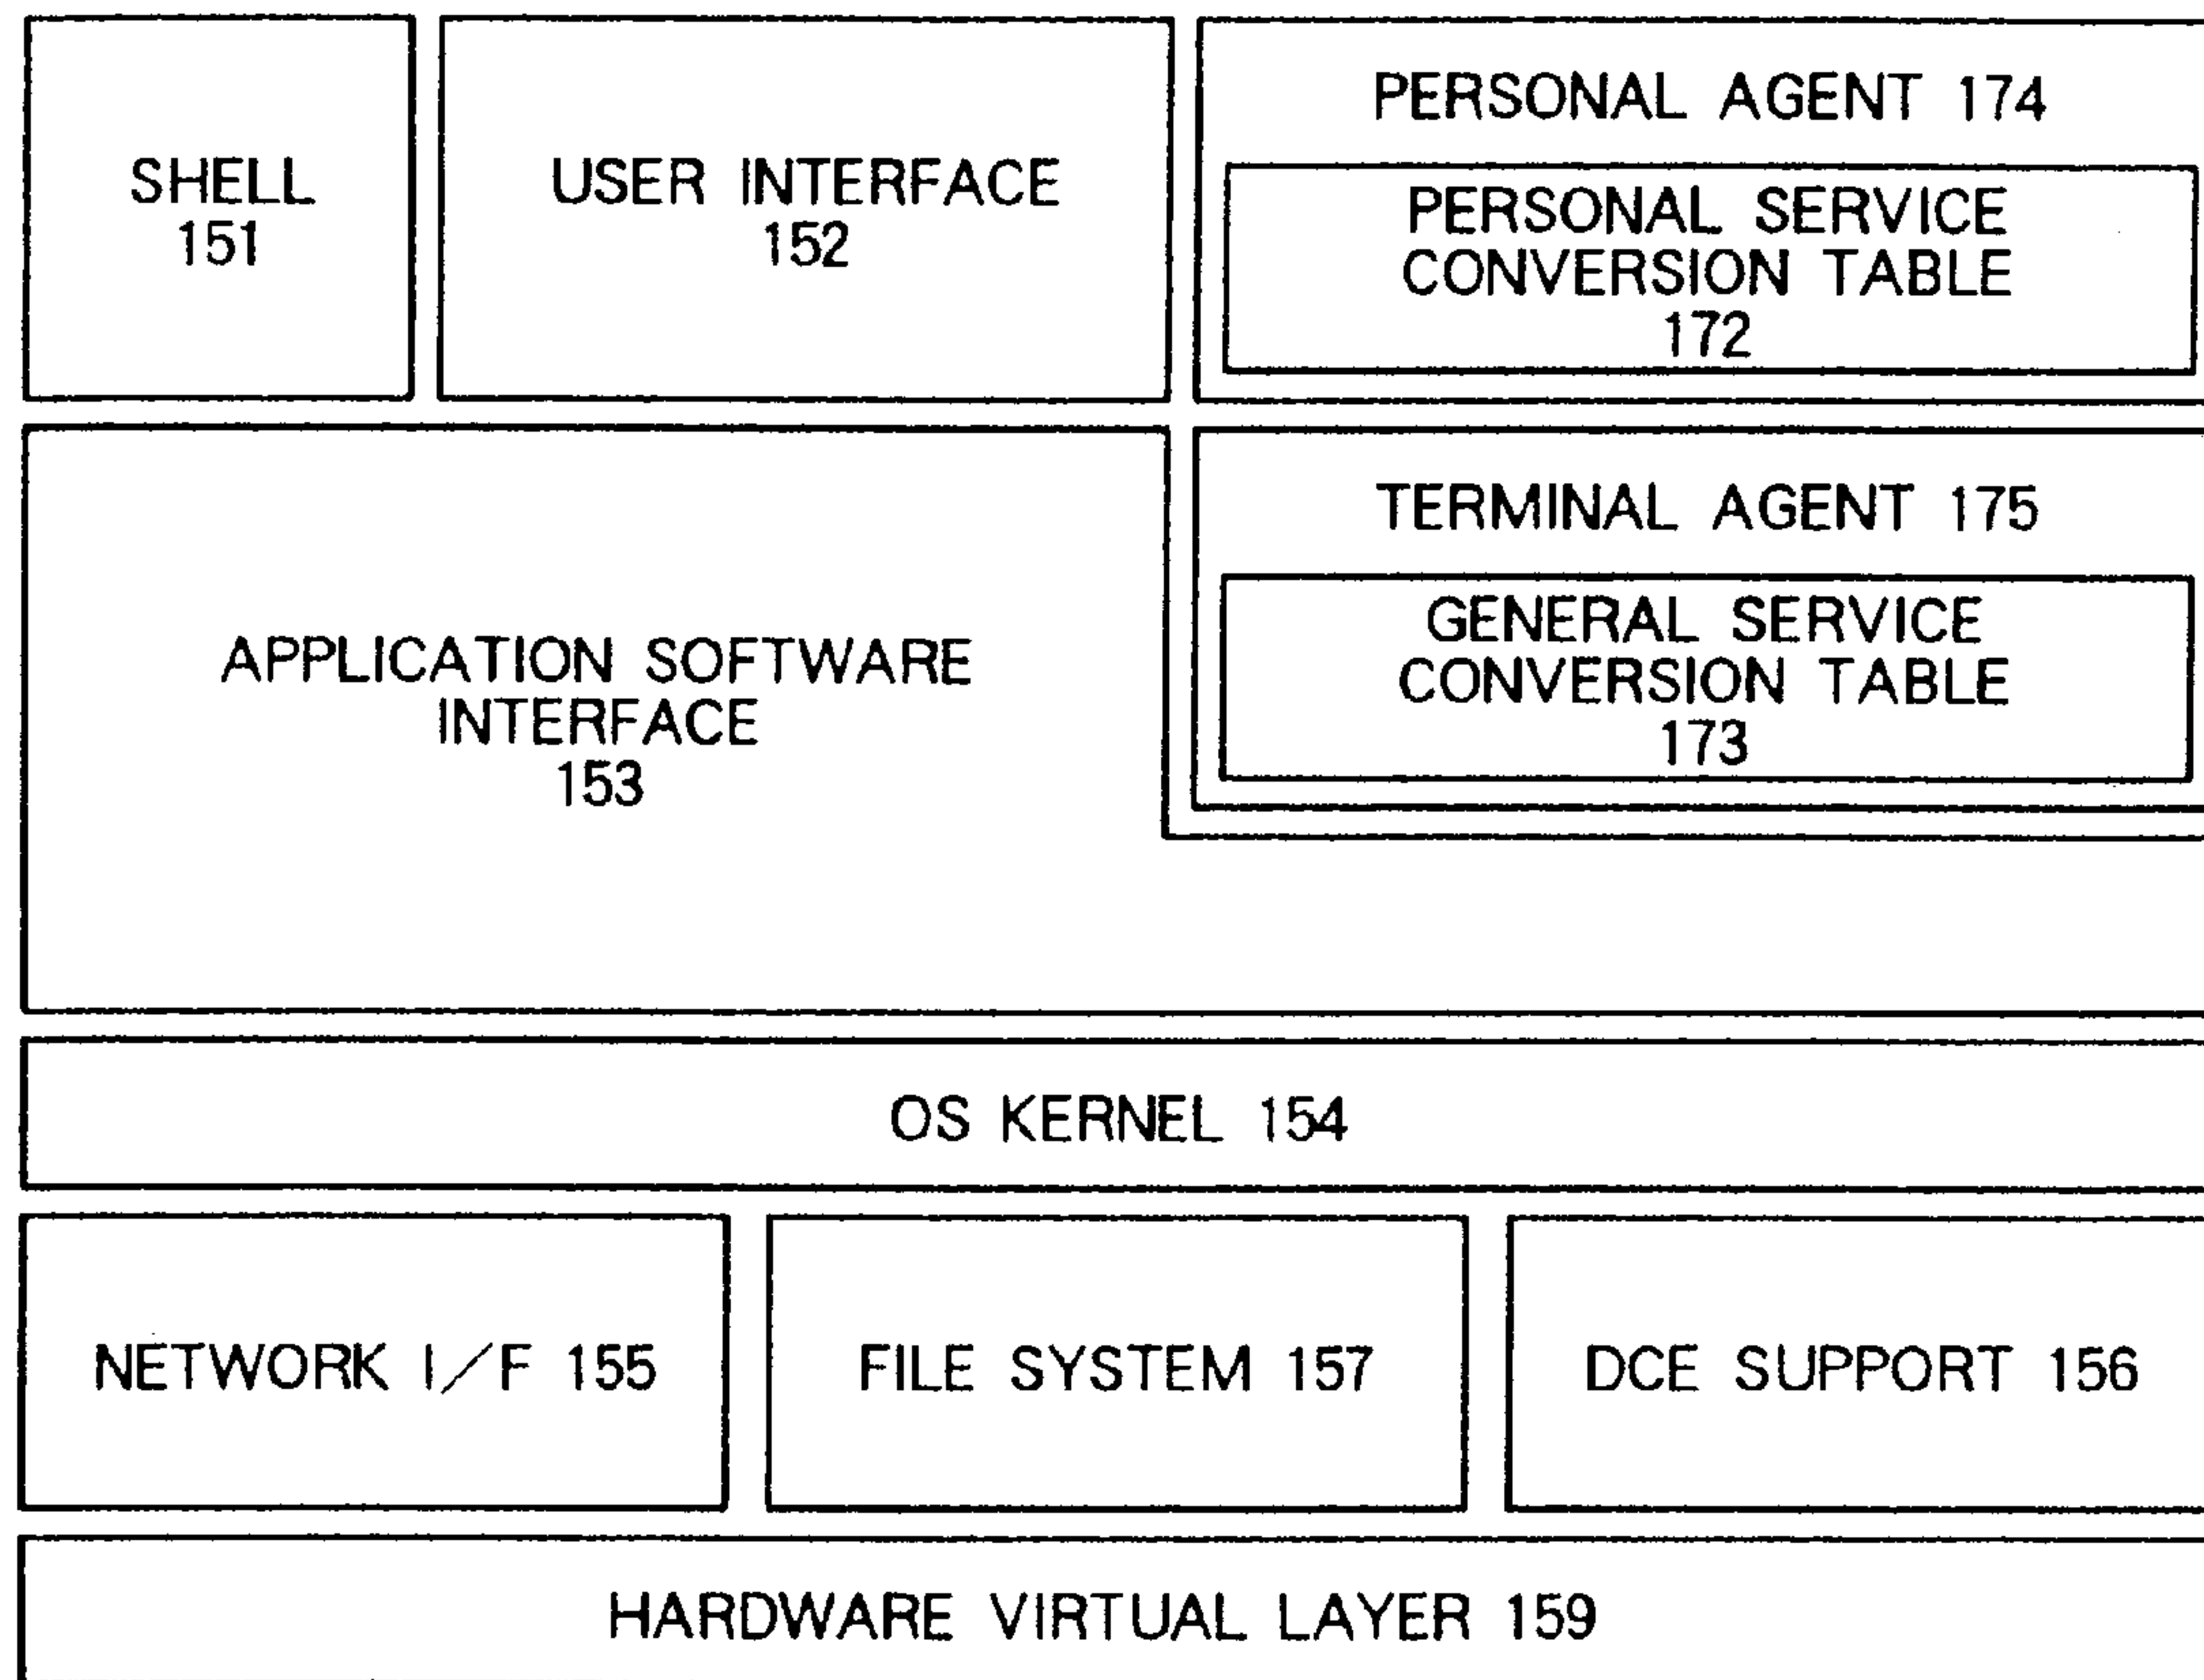 SHELL
151
USER INTERFACE
152
PERSONAL AGENT 174
PERSONAL SERVICE
CONVERSION TABLE
172
APPLICATION SOFTWARE
INTERFACE
153
TERMINAL AGENT 175
GENERAL SERVICE
CONVERSION TABLE
173
OS KERNEL 154
NETWORK I/F 155
FILE SYSTEM 157
DCE SUPPORT 156
HARDWARE VIRTUAL LAYER 159